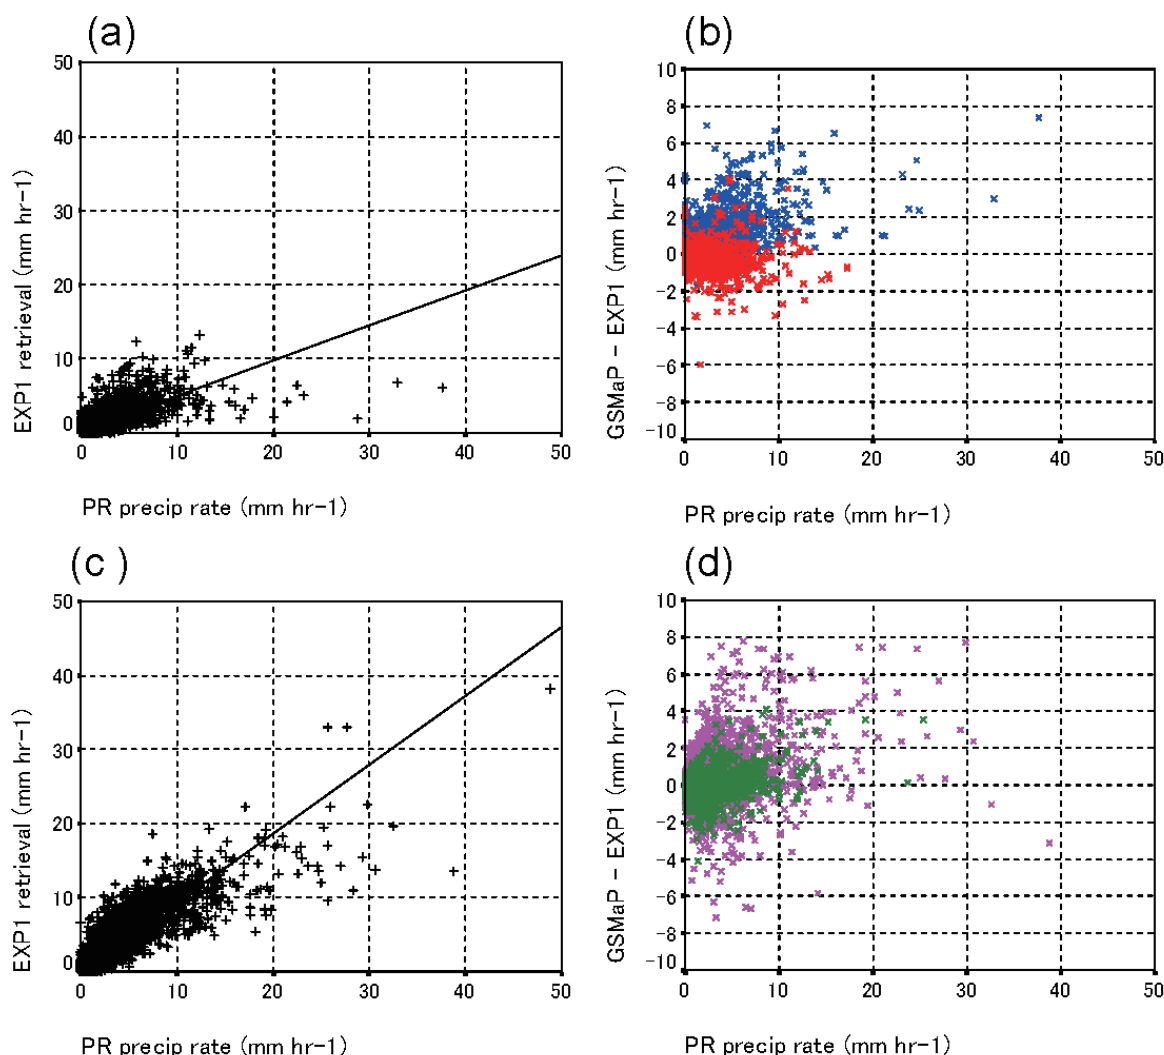 (a)
50
40
30
20
10
0
EXP1 retrieval (mm hr-1)
0 10 20 30 40 50
PR precip rate (mm hr-1)
(b)
10
8
6
4
2
0
-2
-4
-6
-8
-10
GSMaP - EXP1 (mm hr-1)
0 10 20 30 40 50
PR precip rate (mm hr-1)
(c )
50
40
30
20
10
0
EXP1 retrieval (mm hr-1)
0 10 20 30 40 50
PR precip rate (mm hr-1)
(d)
10
8
6
4
2
0
-2
-4
-6
-8
-10
GSMaP - EXP1 (mm hr-1)
0 10 20 30 40 50
PR precip rate (mm hr-1)